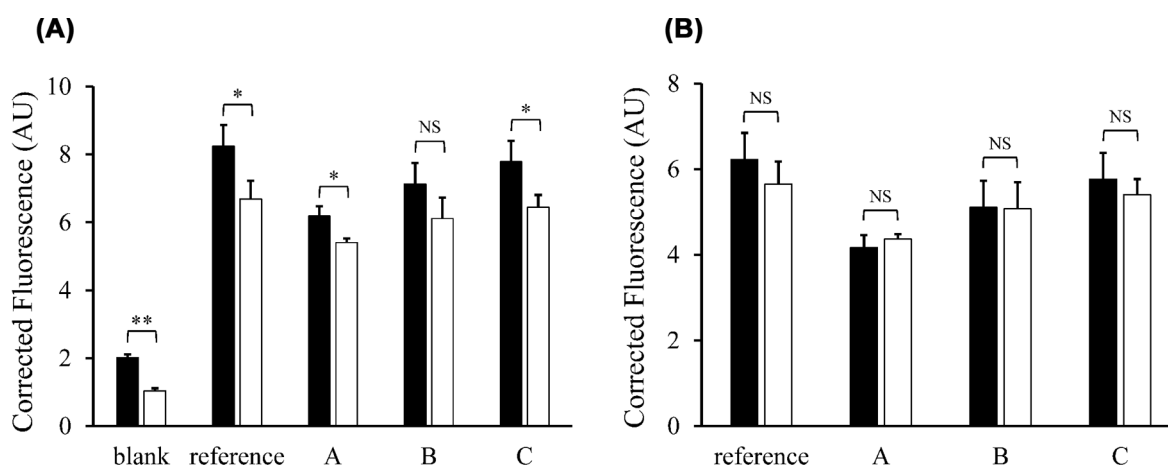 (A)
Corrected Fluorescence (AU)
10
8
6
4
2
0
**
*
*
NS
*
blank reference A B C
(B)
Corrected Fluorescence (AU)
8
6
4
2
0
NS
NS
NS
NS
reference A B C